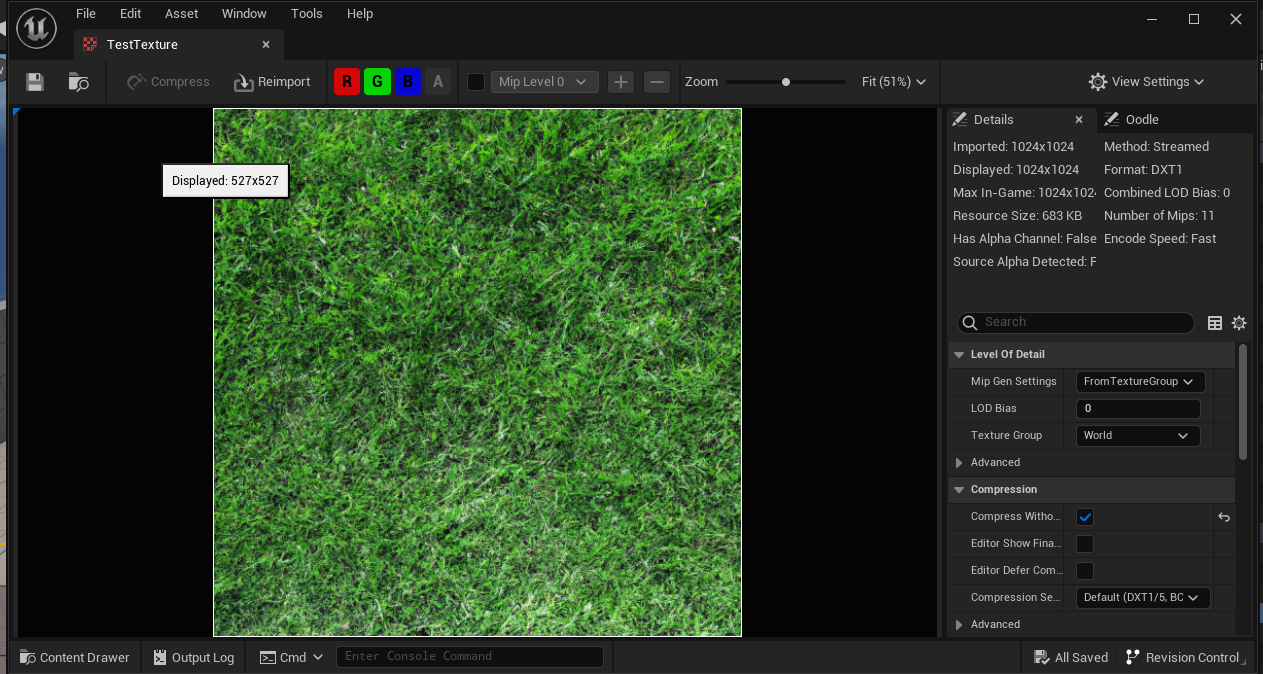 File Edit Asset Window Tools Help
TestTexture
Compress Reimport R G B A Mip Level 0 Zoom Fit (51%) View Settings
Details Oodle
Displayed: 527x527
Imported: 1024x1024 Method: Streamed
Displayed: 1024x1024 Format: DXT1
Max In-Game: 1024x1024 Combined LOD Bias: 0
Resource Size: 683 KB Number of Mips: 11
Has Alpha Channel: False Encode Speed: Fast
Source Alpha Detected: F
Search
Level Of Detail
Mip Gen Settings FromTextureGroup
LOD Bias 0
Texture Group World
Advanced
Compression
Compress Witho...
Editor Show Fina...
Editor Defer Com...
Compression Se... Default (DXT1/5, BC
Advanced
Content Drawer Output Log Cmd Enter Console Command All Saved Revision Control